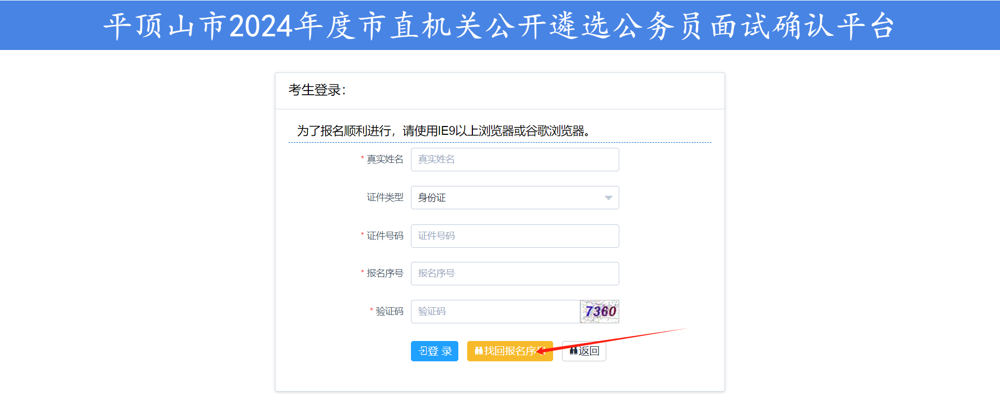 平顶山市2024年度市直机关公开遴选公务员面试确认平台
考生登录：
为了报名顺利进行，请使用IE9以上浏览器或谷歌浏览器。
* 真实姓名 真实姓名
证件类型 身份证
* 证件号码 证件号码
* 报名序号 报名序号
* 验证码 验证码 7360
登 录 找回报名序号 返回